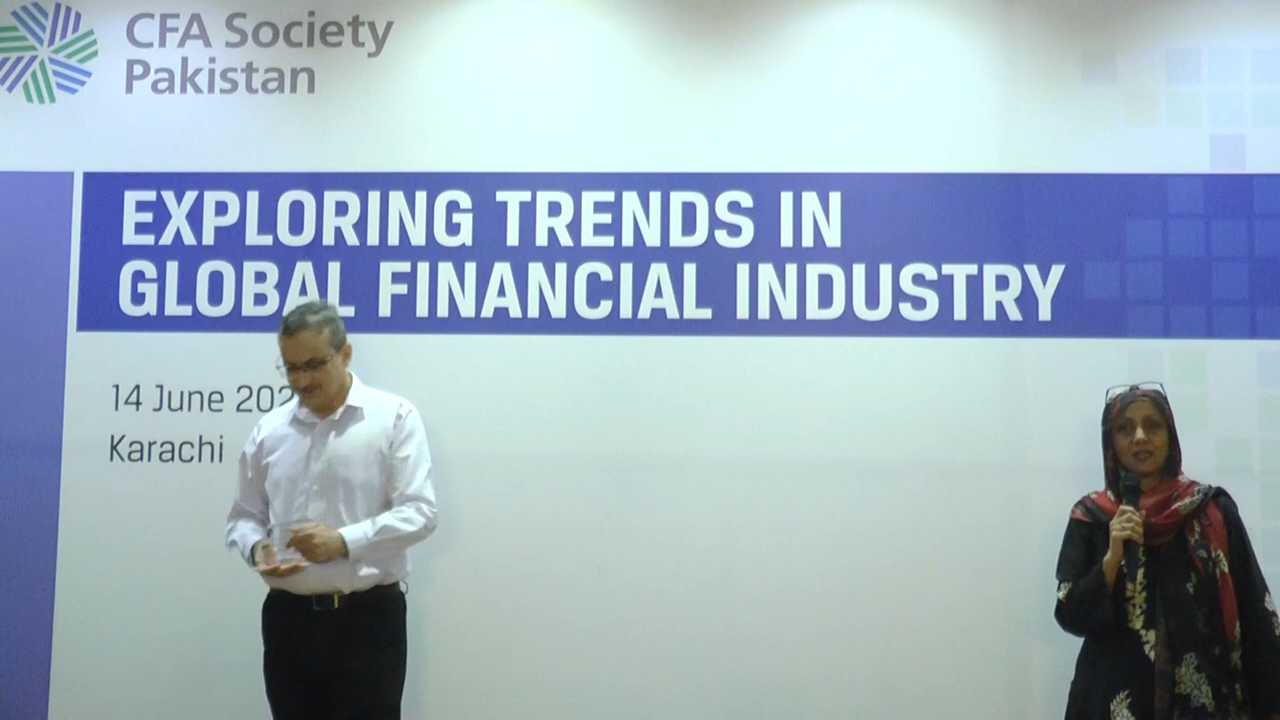 CFA Society
Pakistan
EXPLORING TRENDS IN
GLOBAL FINANCIAL INDUSTRY
14 June
Karachi